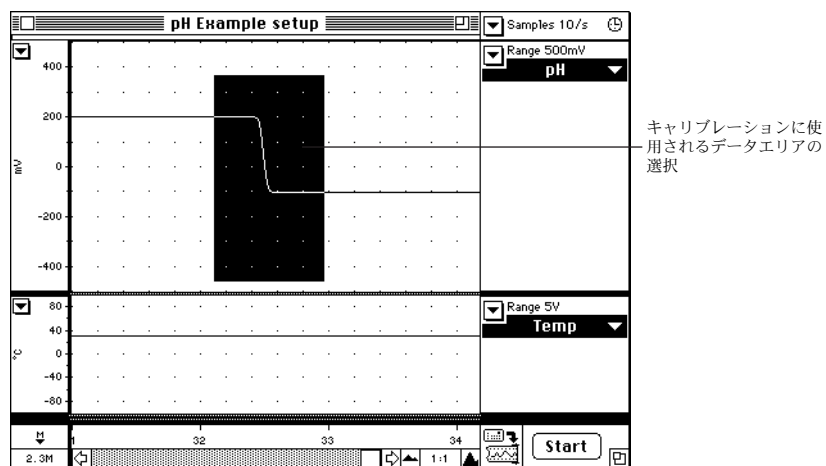 pH Example setup
Samples 10/s
Range 500mV
pH
400
200
0
-200
-400
mV
キャリブレーションに使
用されるデータエリアの
選択
Range 5V
Temp
80
40
0
-40
-80
°C
M
1
32
33
34
2.3M
1:1
Start